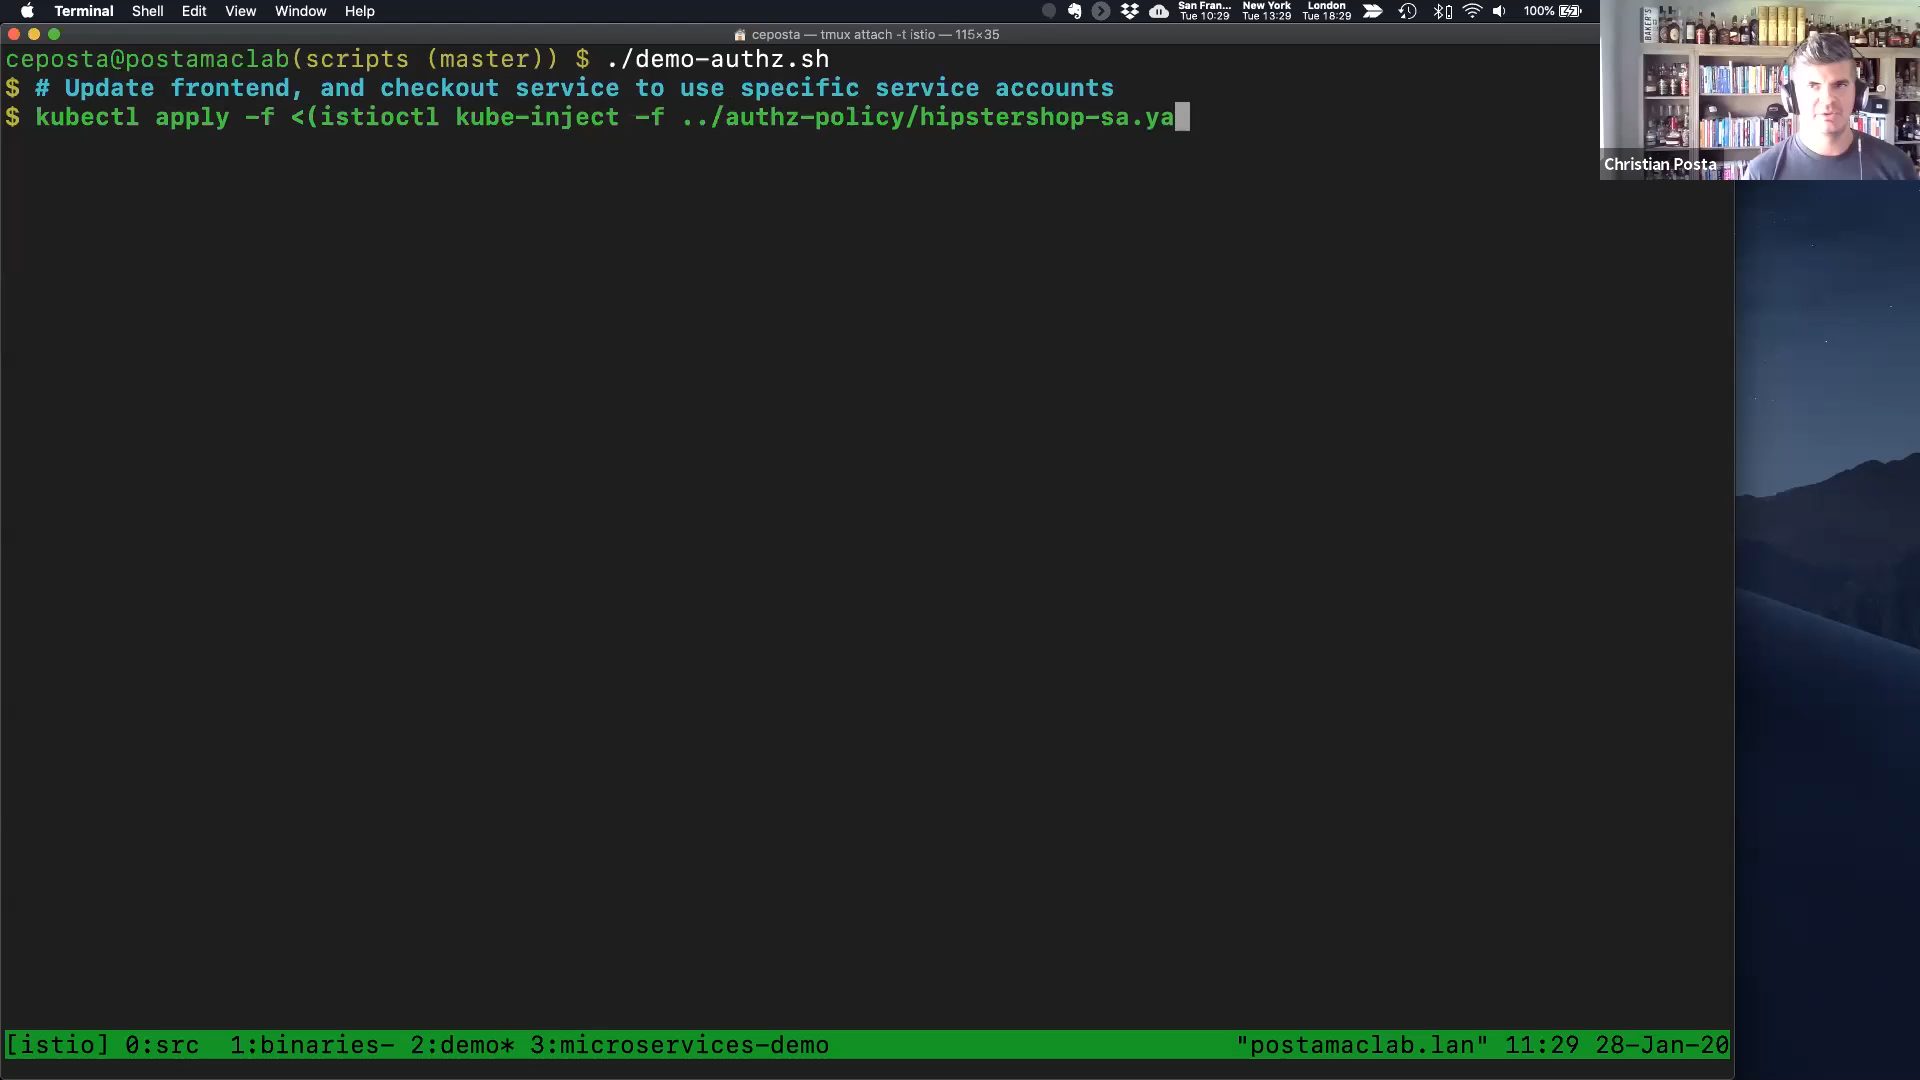 Terminal Shell Edit View Window Help
San Fran... New York London
Tue 10:29 Tue 13:29 Tue 18:29
100%
ceposta — tmux attach -t istio — 115×35
ceposta@postamaclab(scripts (master)) $ ./demo-authz.sh
$ # Update frontend, and checkout service to use specific service accounts
$ kubectl apply -f <(istioctl kube-inject -f ../authz-policy/hipstershop-sa.ya
BAKER'S
Christian Posta
[istio] 0:src 1:binaries- 2:demo* 3:microservices-demo "postamaclab.lan" 11:29 28-Jan-20